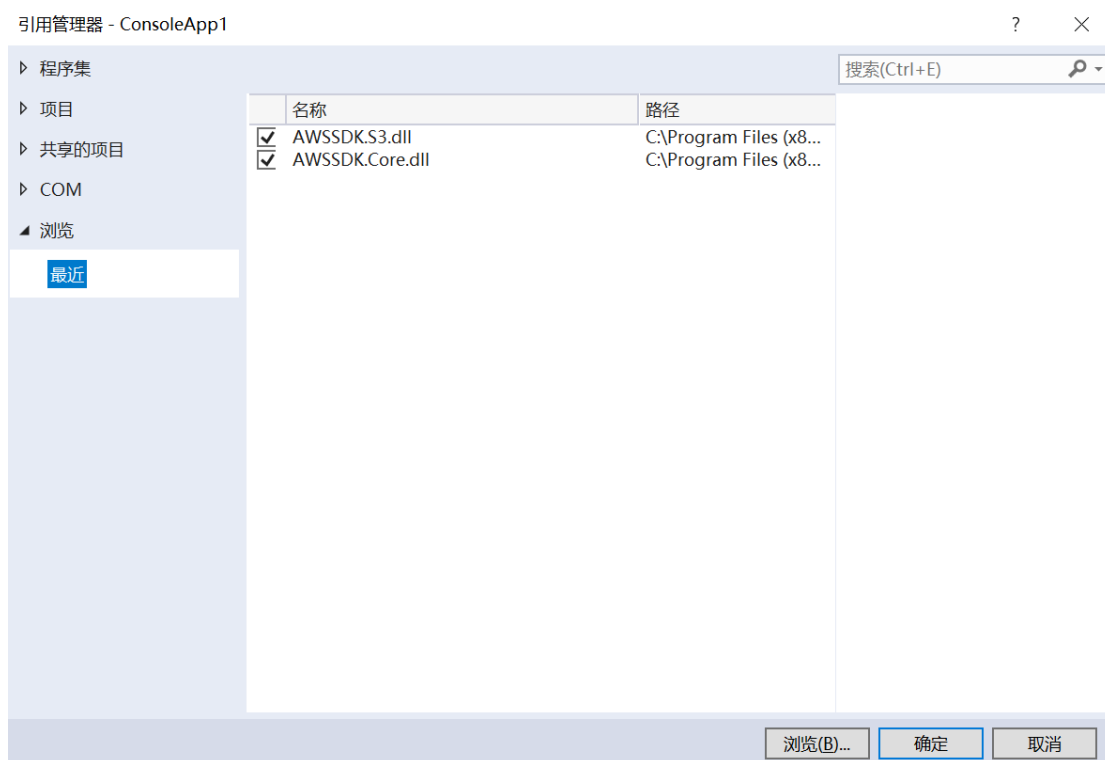 引用管理器 - ConsoleApp1
?
程序集
搜索(Ctrl+E)
项目
共享的项目
COM
浏览
最近
名称 路径
AWSSDK.S3.dll C:\Program Files (x8...
AWSSDK.Core.dll C:\Program Files (x8...
浏览(B)... 确定 取消